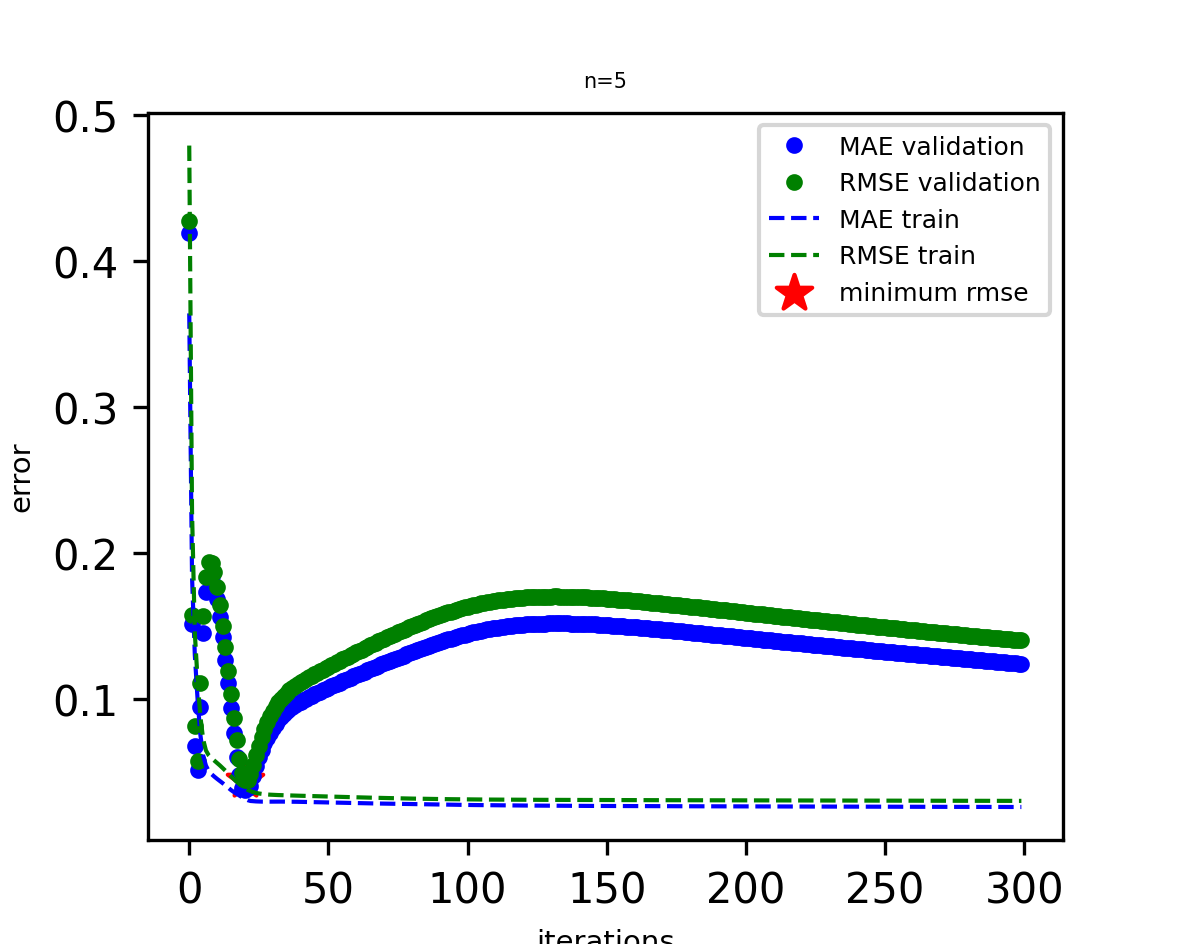 n=5
0.5
0.4
0.3
0.2
0.1
error
MAE validation
RMSE validation
MAE train
RMSE train
minimum rmse
0 50 100 150 200 250 300
iterations